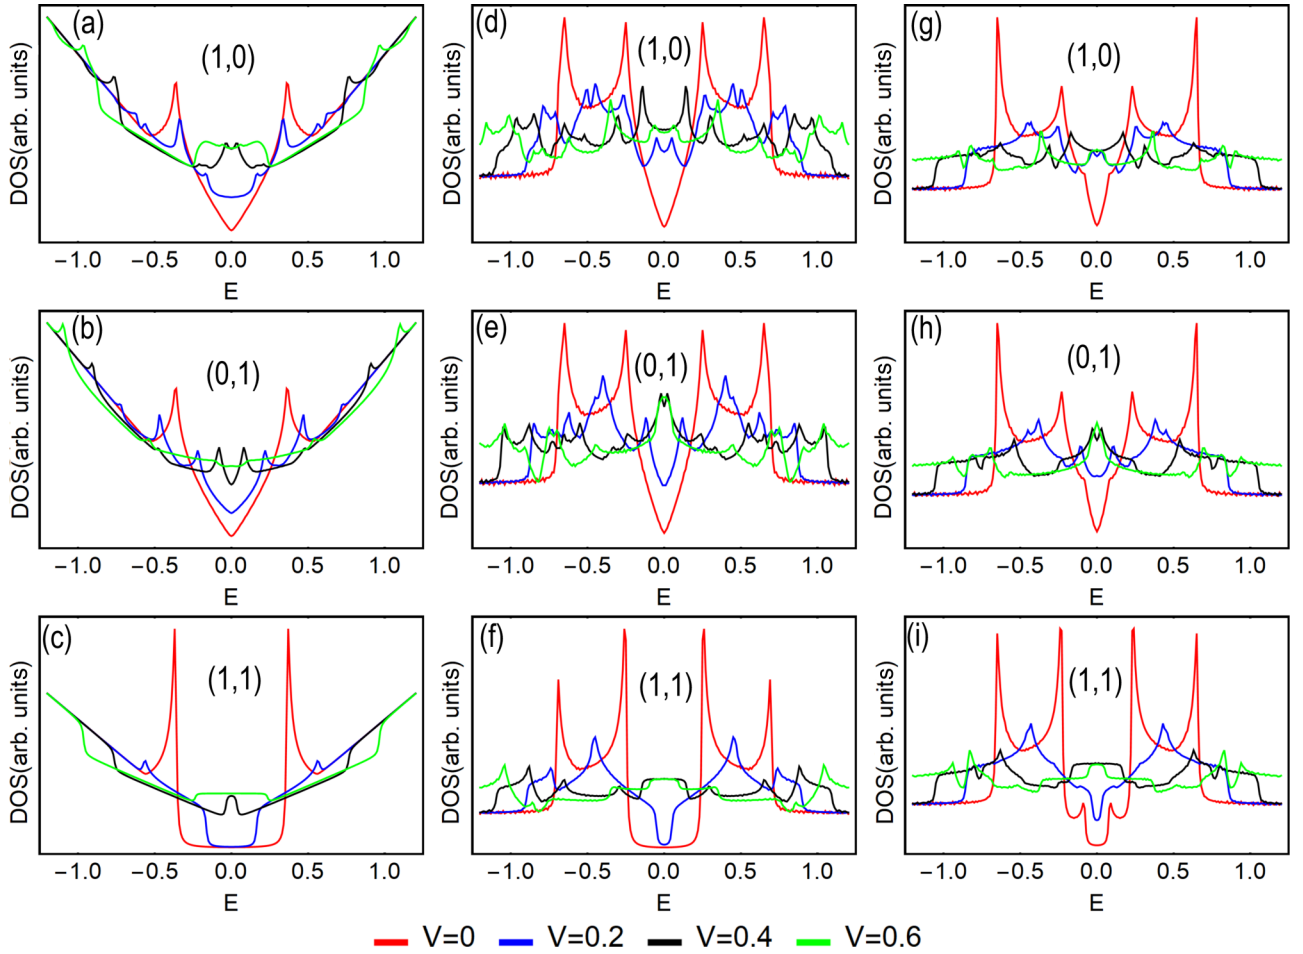 (a)
(1,0)
DOS(arb. units)
−1.0 −0.5 0.0 0.5 1.0
E
(d)
(1,0)
DOS(arb. units)
−1.0 −0.5 0.0 0.5 1.0
E
(g)
(1,0)
DOS(arb. units)
−1.0 −0.5 0.0 0.5 1.0
E
(b)
(0,1)
DOS(arb. units)
−1.0 −0.5 0.0 0.5 1.0
E
(e)
(0,1)
DOS(arb. units)
−1.0 −0.5 0.0 0.5 1.0
E
(h)
(0,1)
DOS(arb. units)
−1.0 −0.5 0.0 0.5 1.0
E
(c)
(1,1)
DOS(arb. units)
−1.0 −0.5 0.0 0.5 1.0
E
(f)
(1,1)
DOS(arb. units)
−1.0 −0.5 0.0 0.5 1.0
E
(i)
(1,1)
DOS(arb. units)
−1.0 −0.5 0.0 0.5 1.0
E
V=0 V=0.2 V=0.4 V=0.6